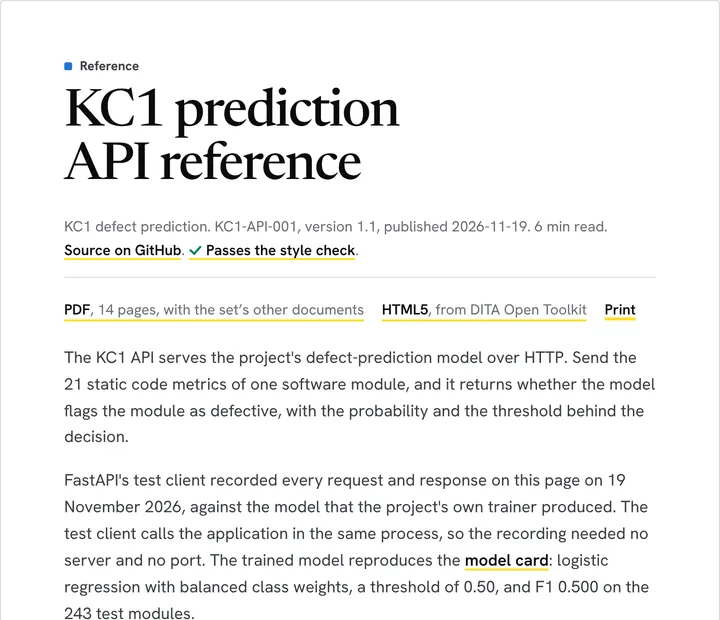 Reference
KC1 prediction
API reference
KC1 defect prediction. KC1-API-001, version 1.1, published 2026-11-19. 6 min read.
Source on GitHub. ✓ Passes the style check.
PDF, 14 pages, with the set’s other documents HTML5, from DITA Open Toolkit Print
The KC1 API serves the project's defect-prediction model over HTTP. Send the
21 static code metrics of one software module, and it returns whether the model
flags the module as defective, with the probability and the threshold behind the
decision.
FastAPI's test client recorded every request and response on this page on 19
November 2026, against the model that the project's own trainer produced. The
test client calls the application in the same process, so the recording needed no
server and no port. The trained model reproduces the model card: logistic
regression with balanced class weights, a threshold of 0.50, and F1 0.500 on the
243 test modules.